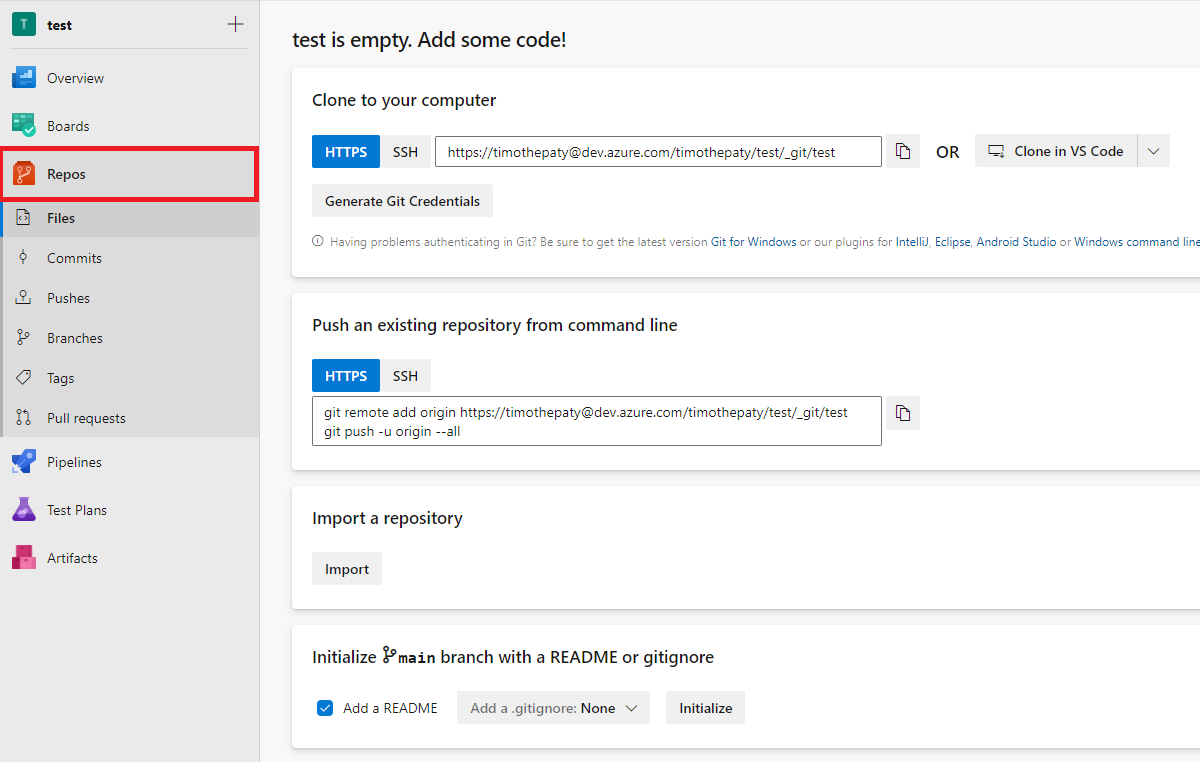 T test
Overview
Boards
Repos
Files
Commits
Pushes
Branches
Tags
Pull requests
Pipelines
Test Plans
Artifacts
test is empty. Add some code!
Clone to your computer
HTTPS SSH https://timothepaty@dev.azure.com/timothepaty/test/_git/test OR Clone in VS Code
Generate Git Credentials
Having problems authenticating in Git? Be sure to get the latest version Git for Windows or our plugins for IntelliJ, Eclipse, Android Studio or Windows command line
Push an existing repository from command line
HTTPS SSH
git remote add origin https://timothepaty@dev.azure.com/timothepaty/test/_git/test
git push -u origin --all
Import a repository
Import
Initialize main branch with a README or gitignore
Add a README Add a .gitignore: None Initialize